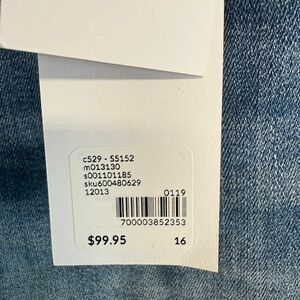 c529 - S5152
m013130
s001101185
sku600480629
12013 0119
700003852353
$99.95 16